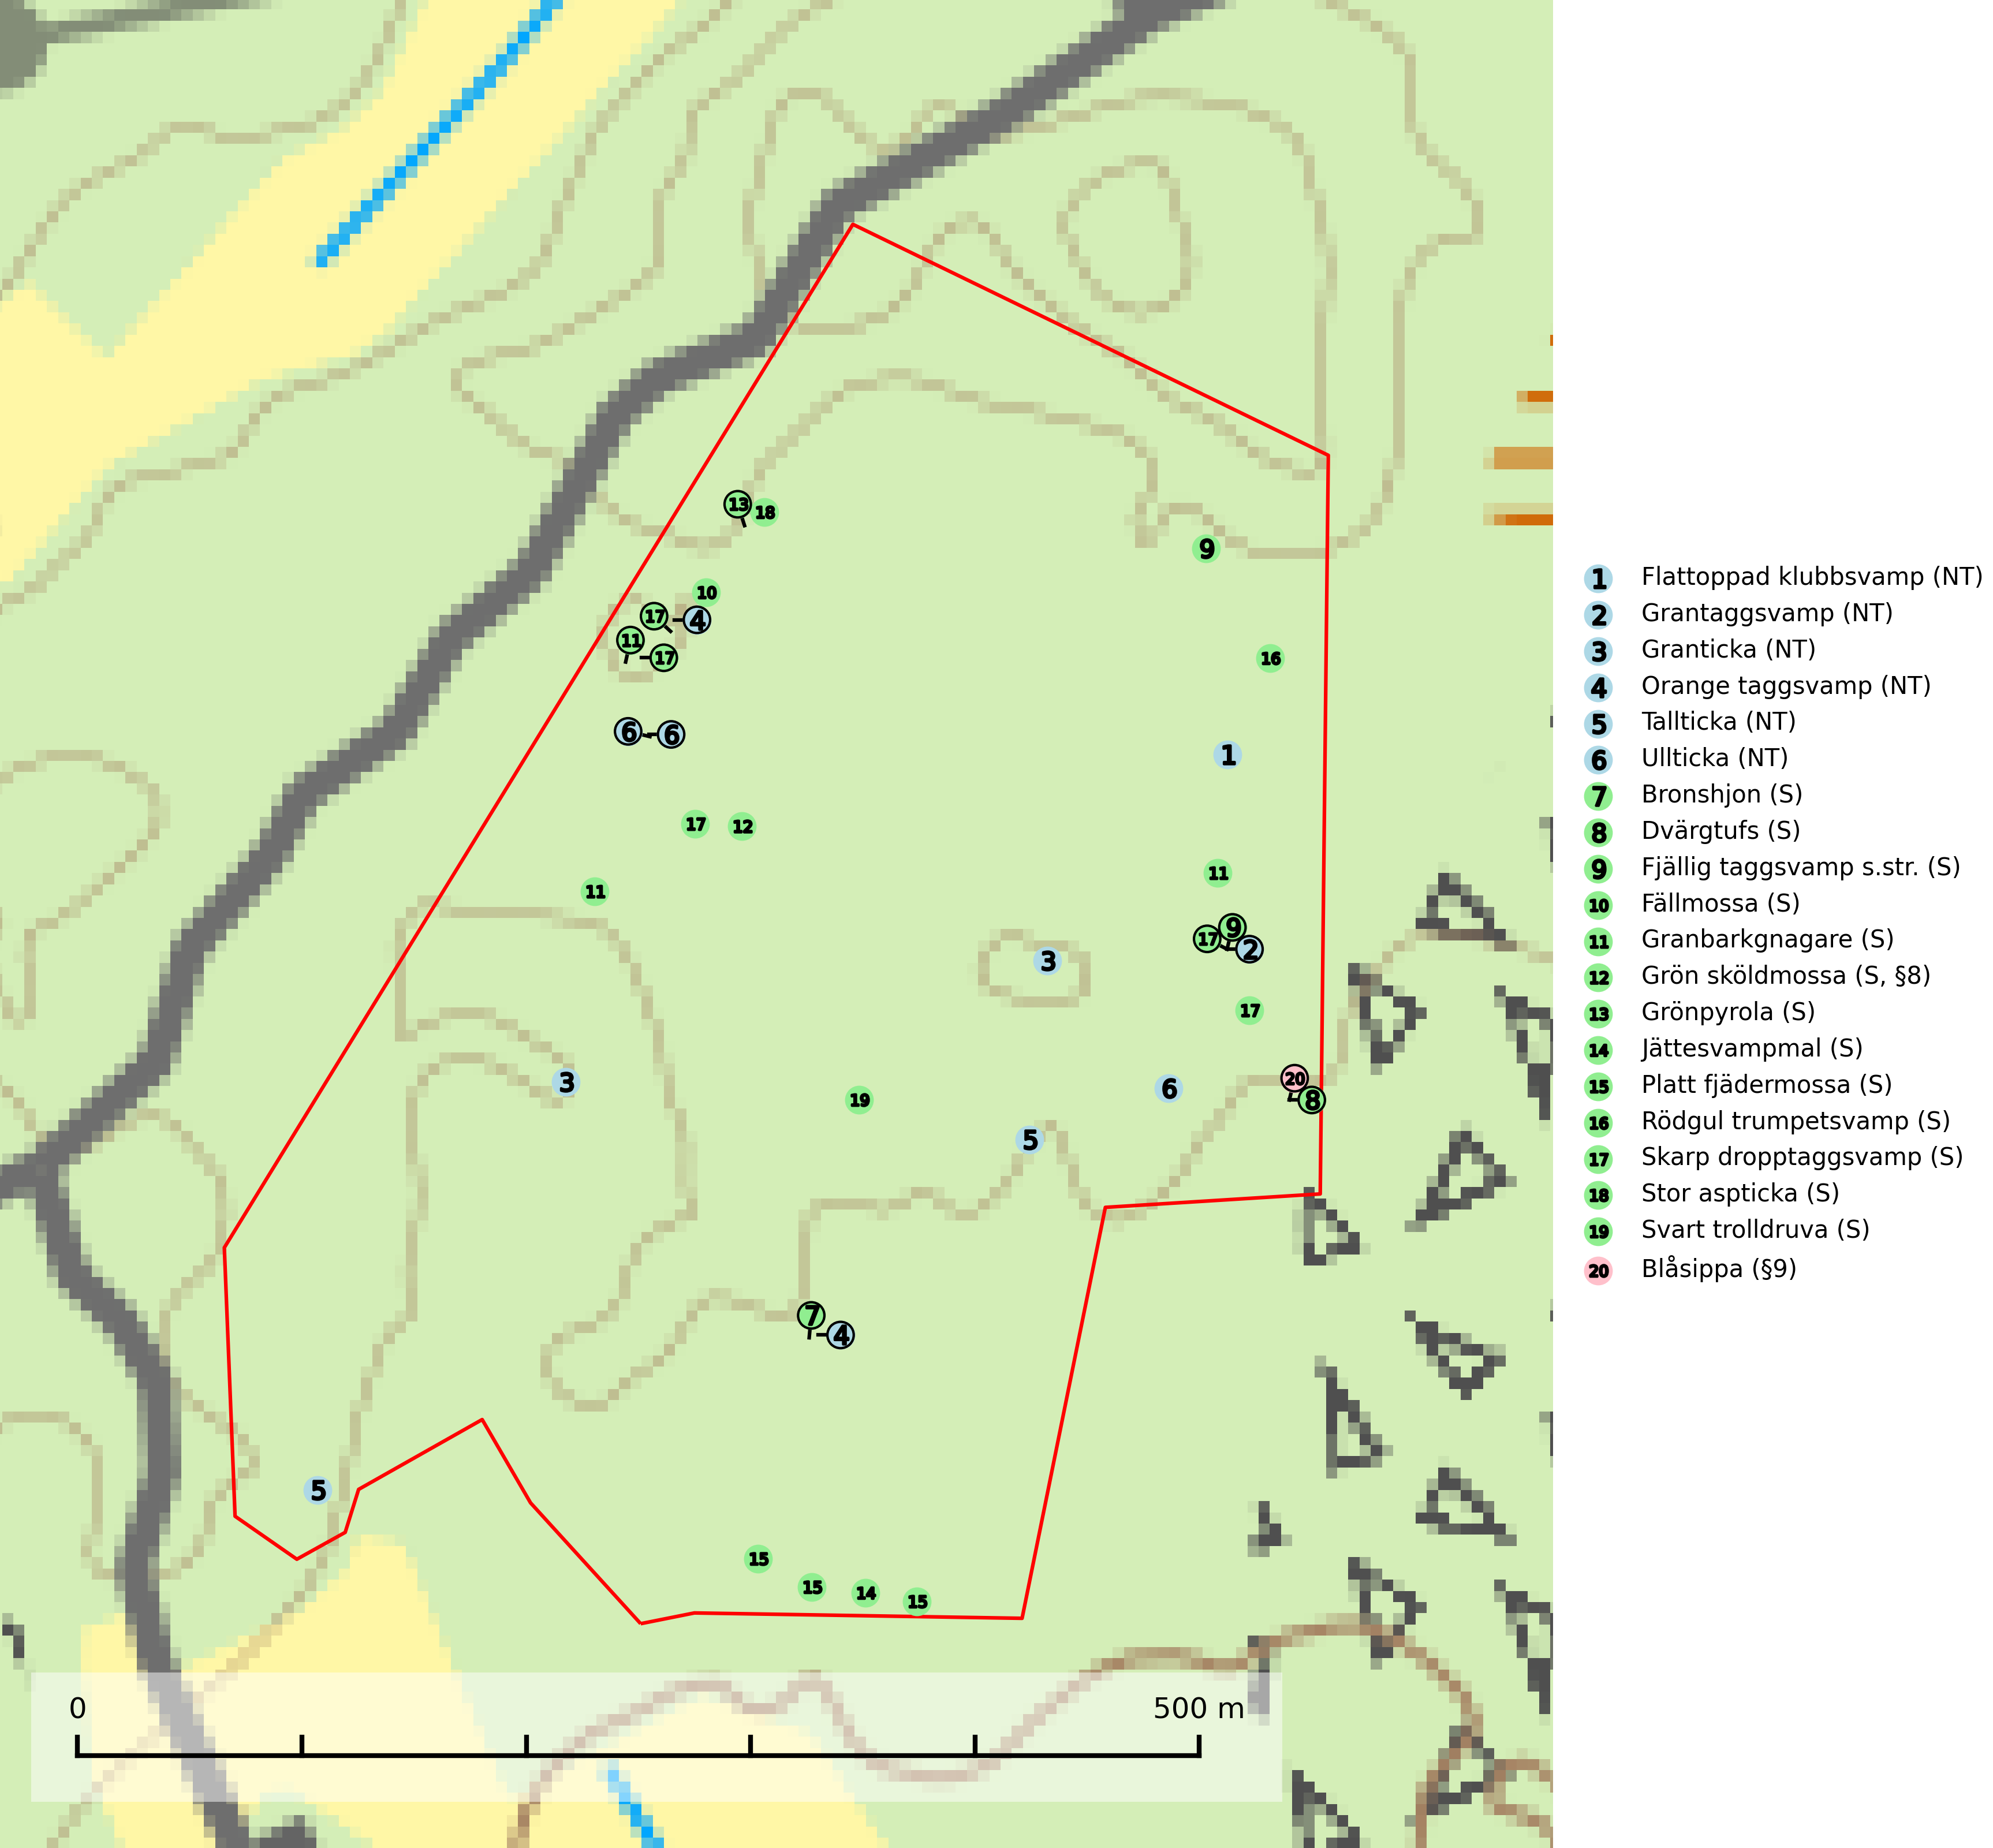 13
18
9
10
17
4
11
17
16
6
6
1
17
12
11
11
9
17
2
3
17
3
20
6
8
19
5
7
4
5
15
15
14
15
0
500 m
1 Flattoppad klubbsvamp (NT)
2 Grantaggsvamp (NT)
3 Granticka (NT)
4 Orange taggsvamp (NT)
5 Tallticka (NT)
6 Ullticka (NT)
7 Bronshjon (S)
8 Dvärgtufs (S)
9 Fjällig taggsvamp s.str. (S)
10 Fällmossa (S)
11 Granbarkgnagare (S)
12 Grön sköldmossa (S, §8)
13 Grönpyrola (S)
14 Jättesvampmal (S)
15 Platt fjädermossa (S)
16 Rödgul trumpetsvamp (S)
17 Skarp dropptaggsvamp (S)
18 Stor aspticka (S)
19 Svart trolldruva (S)
20 Blåsippa (§9)